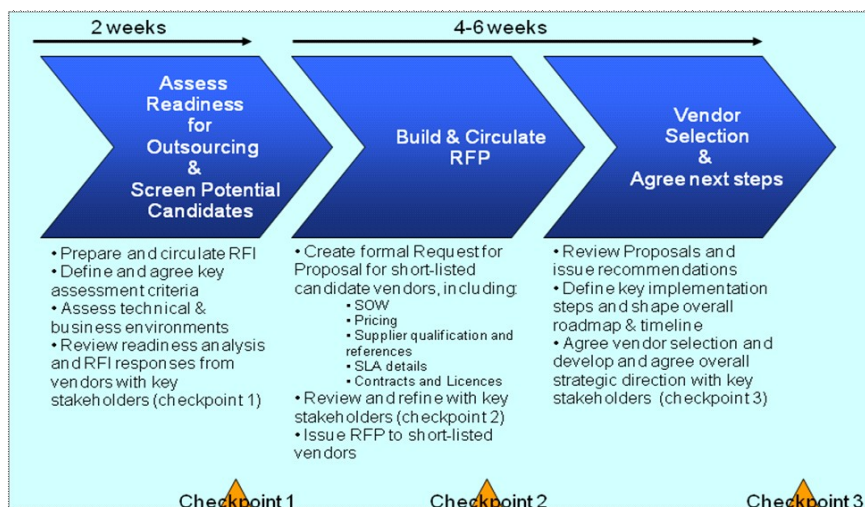 2 weeks
4-6 weeks
Assess
Readiness
for
Outsourcing
&
Screen Potential
Candidates
Build & Circulate
RFP
Vendor
Selection
&
Agree next steps
• Prepare and circulate RFI
• Define and agree key
assessment criteria
• Assess technical &
business environments
• Review readiness analysis
and RFI responses from
vendors with key
stakeholders (checkpoint 1)
• Create formal Request for
Proposal for short-listed
candidate vendors, including:
• SOW
• Pricing
• Supplier qualification and
references
• SLA details
• Contracts and Licences
• Review and refine with key
stakeholders (checkpoint 2)
• Issue RFP to short-listed
vendors
• Review Proposals and
issue recommendations
• Define key implementation
steps and shape overall
roadmap & timeline
• Agree vendor selection and
develop and agree overall
strategic direction with key
stakeholders (checkpoint 3)
Checkpoint 1
Checkpoint 2
Checkpoint 3